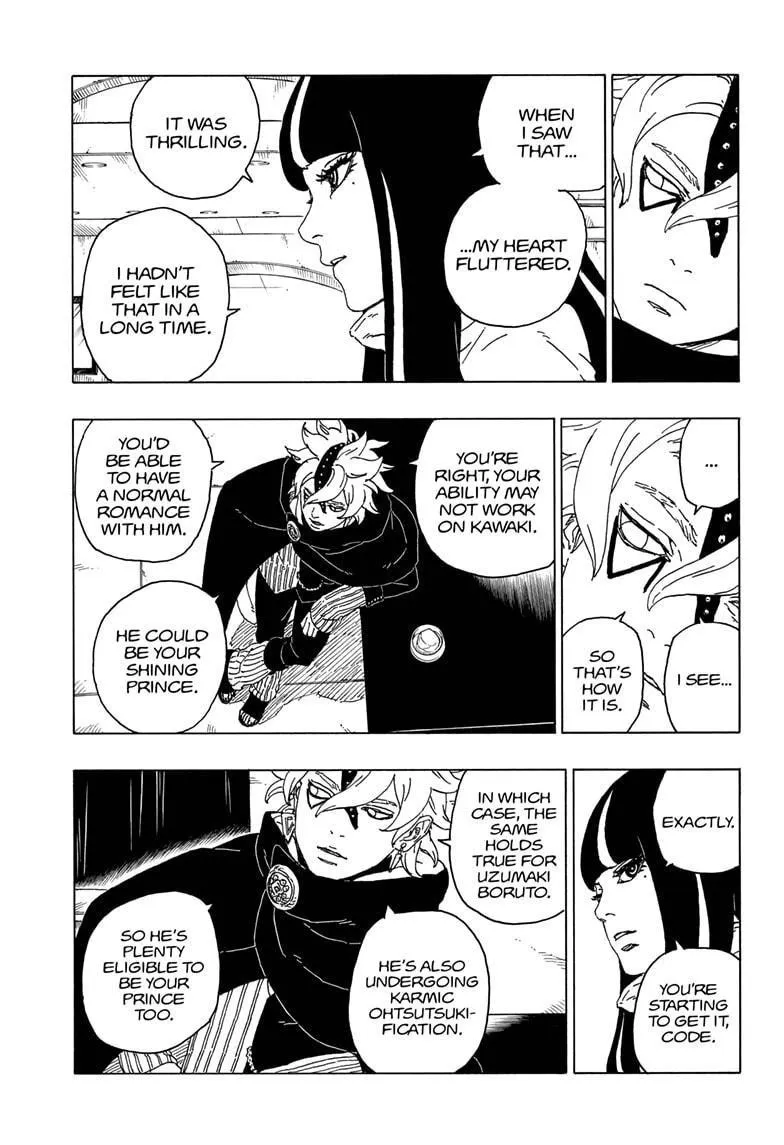 WHEN
I SAW
THAT...
...MY HEART
FLUTTERED.
IT WAS
THRILLING.
I HADN'T
FELT LIKE
THAT IN A
LONG TIME.
...
I SEE...
SO
THAT'S
HOW
IT IS.
YOU'RE
RIGHT, YOUR
ABILITY MAY
NOT WORK
ON KAWAKI.
YOU'D
BE ABLE
TO HAVE
A NORMAL
ROMANCE
WITH HIM.
HE COULD
BE YOUR
SHINING
PRINCE.
EXACTLY.
YOU'RE
STARTING
TO GET IT,
CODE.
IN WHICH
CASE, THE
SAME
HOLDS
TRUE FOR
UZUMAKI
BORUTO.
HE'S ALSO
UNDERGOING
KARMIC
OHTSUTSUKI-
FICATION.
SO HE'S
PLENTY
ELIGIBLE TO
BE YOUR
PRINCE
TOO.